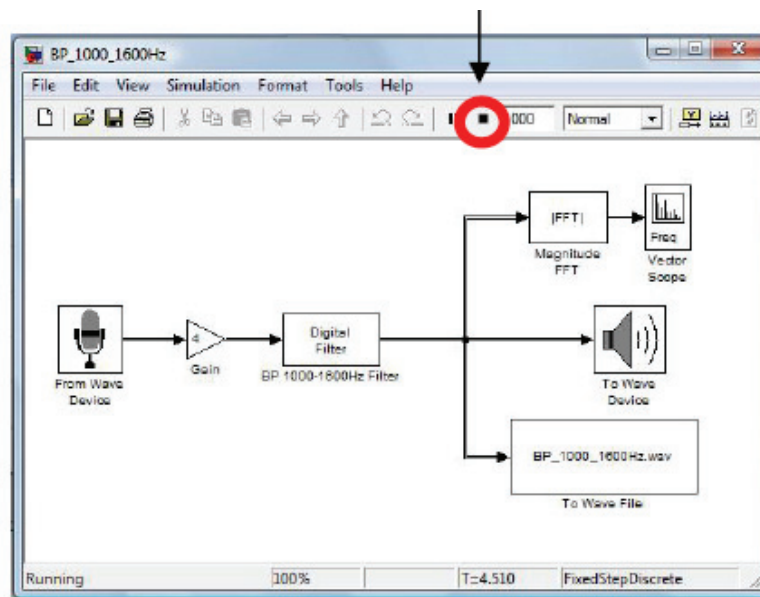 BP_1000_1600Hz
File Edit View Simulation Format Tools Help
000 Normal
|FFT|
Magnitude
FFT
Freq
Vector
Scope
From Wave
Device
4
Gain
Digital
Filter
BP 1000-1600Hz Filter
To Wave
Device
BP_1000_1600Hz.wav
To Wave File
Running 100% T=4.510 FixedStepDiscrete